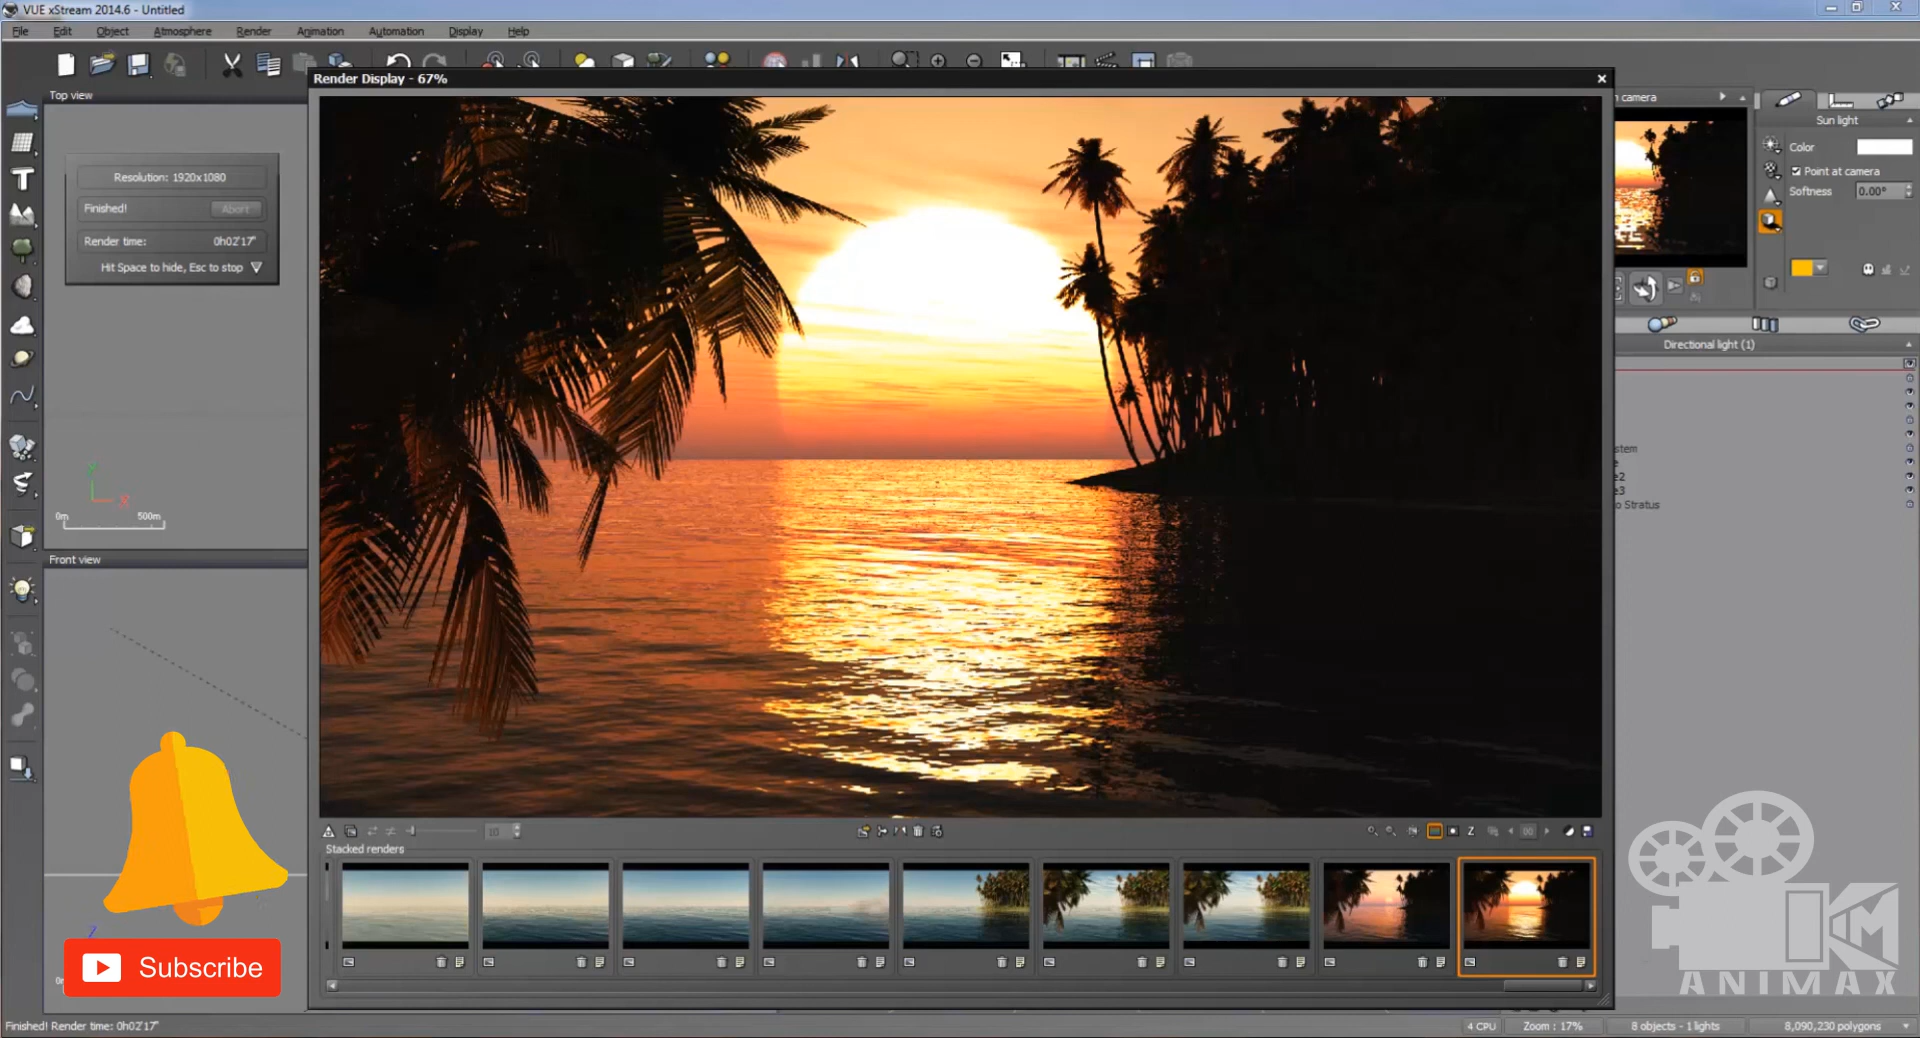 VUE xStream 2014.6 - Untitled
File Edit Object Atmosphere Render Animation Automation Display Help
Render Display - 67%
Top view
camera
Sun light
Color
Point at camera
Softness 0.00°
Resolution: 1920x1080
Finished! Abort
Render time: 0h02'17"
Hit Space to hide, Esc to stop
Directional light (1)
0m 500m
Front view
Z
Stacked renders
Subscribe
KM
ANIMAX
Finished! Render time: 0h02'17"
4 CPU Zoom : 17% 8 objects - 1 lights 8,090,230 polygons